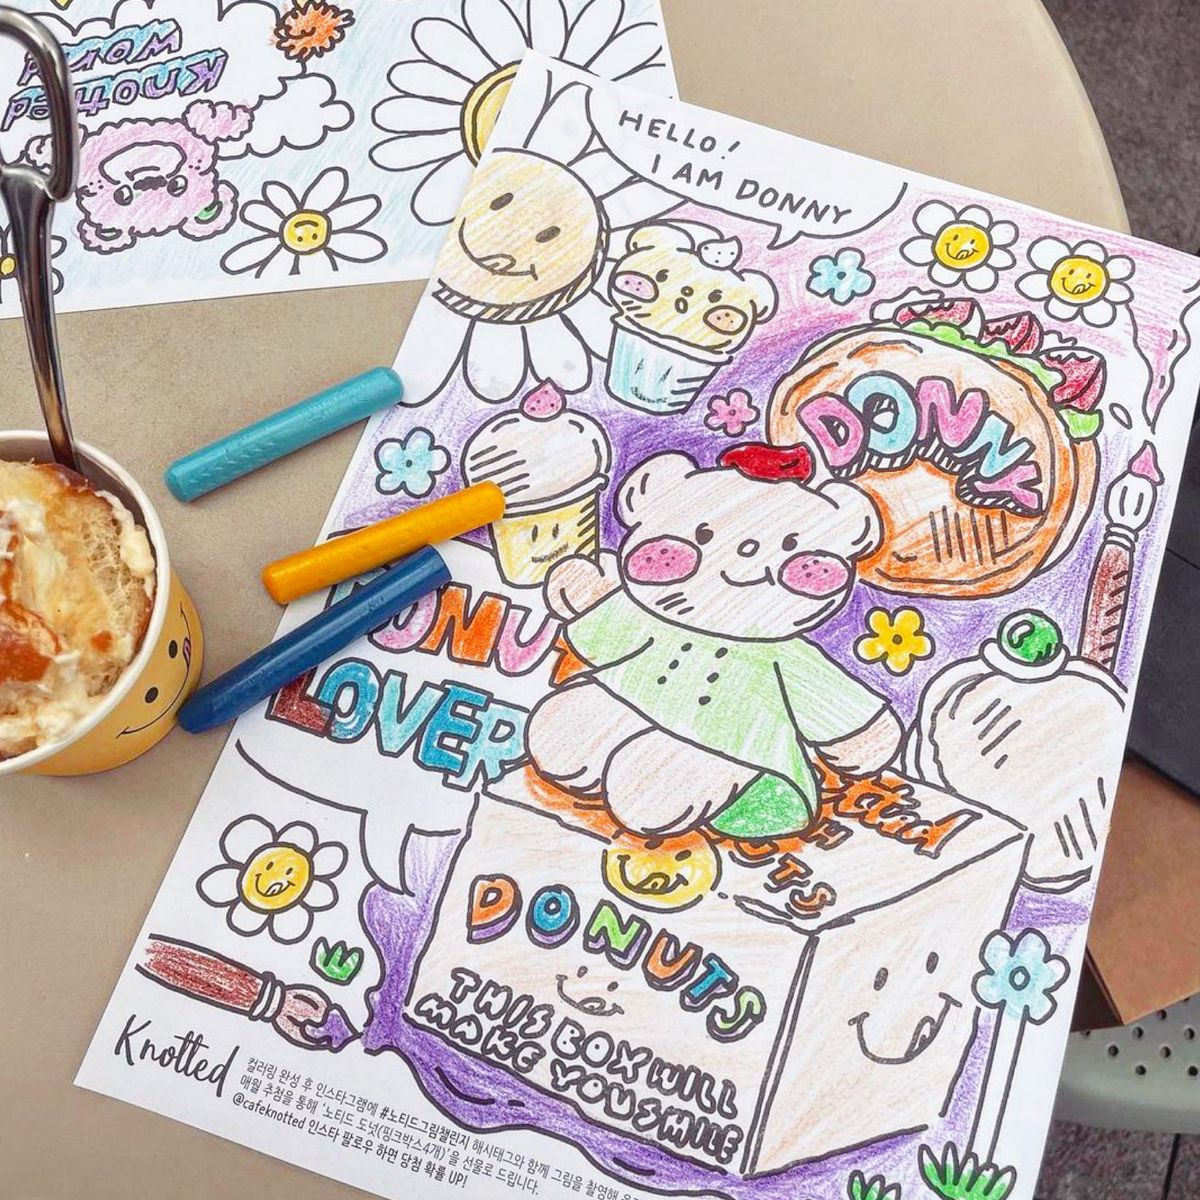 Knotted
WORLD
HELLO!
I AM DONNY
DONNY
DONUT
LOVER
DONUTS
THIS BOX WILL
MAKE YOU SMILE
Knotted
컬러링 완성 후 인스타그램에 #노티드그림챌린지 해시태그와 함께 그림을 촬영해
매월 추첨을 통해 '노티드 도넛(핑크박스4개)'을 선물로 드립니다.
@cafeknotted 인스타 팔로우 하면 당첨 확률 UP!